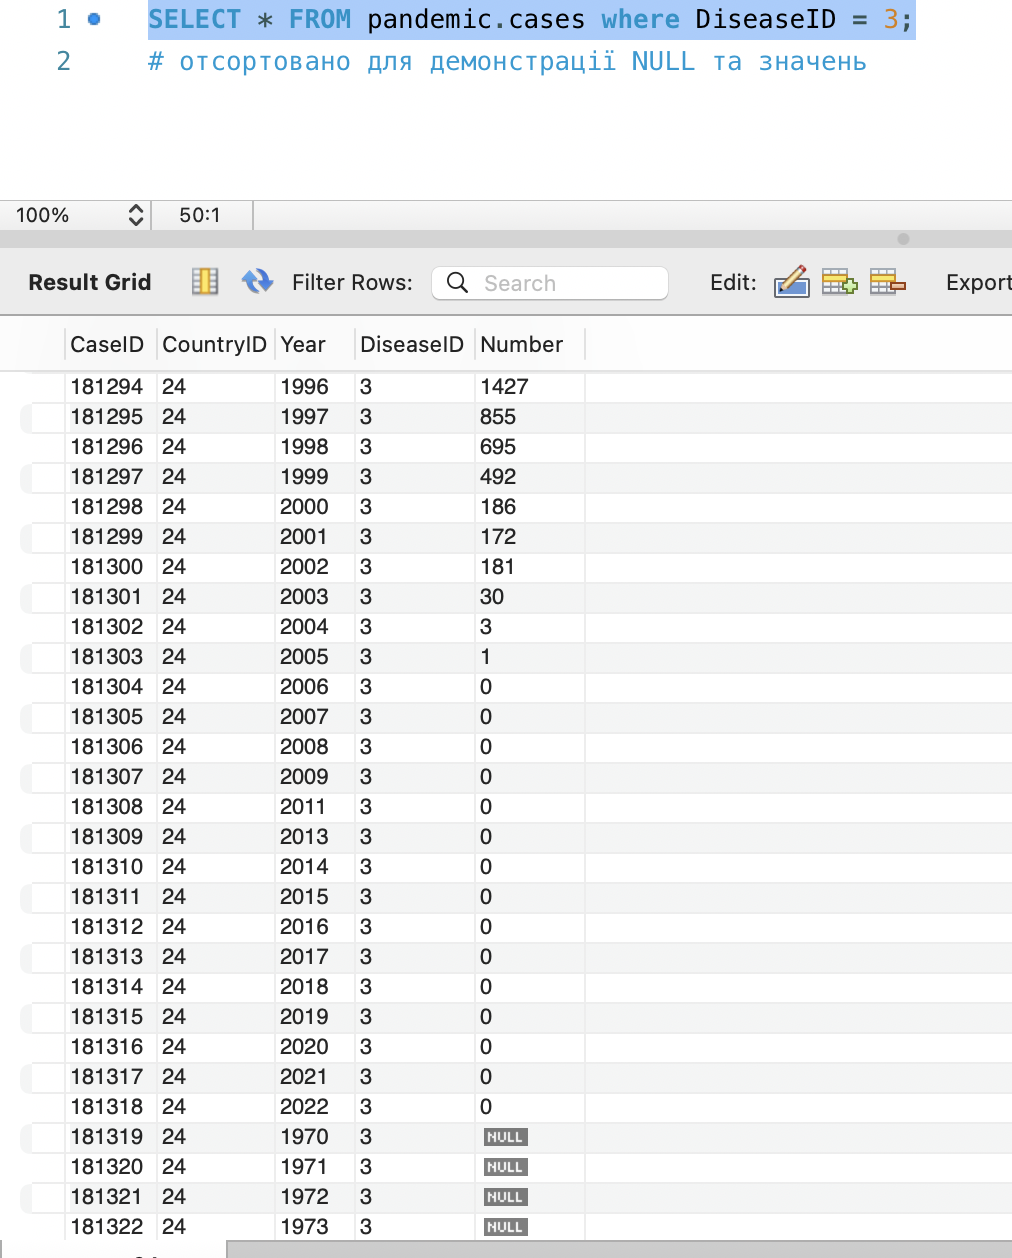 1 SELECT * FROM pandemic.cases where DiseaseID = 3;
2 # отсортовано для демонстрації NULL та значень
100% 50:1
Result Grid Filter Rows: Search Edit: Export
CaseID CountryID Year DiseaseID Number
181294 24 1996 3 1427
181295 24 1997 3 855
181296 24 1998 3 695
181297 24 1999 3 492
181298 24 2000 3 186
181299 24 2001 3 172
181300 24 2002 3 181
181301 24 2003 3 30
181302 24 2004 3 3
181303 24 2005 3 1
181304 24 2006 3 0
181305 24 2007 3 0
181306 24 2008 3 0
181307 24 2009 3 0
181308 24 2011 3 0
181309 24 2013 3 0
181310 24 2014 3 0
181311 24 2015 3 0
181312 24 2016 3 0
181313 24 2017 3 0
181314 24 2018 3 0
181315 24 2019 3 0
181316 24 2020 3 0
181317 24 2021 3 0
181318 24 2022 3 0
181319 24 1970 3 NULL
181320 24 1971 3 NULL
181321 24 1972 3 NULL
181322 24 1973 3 NULL